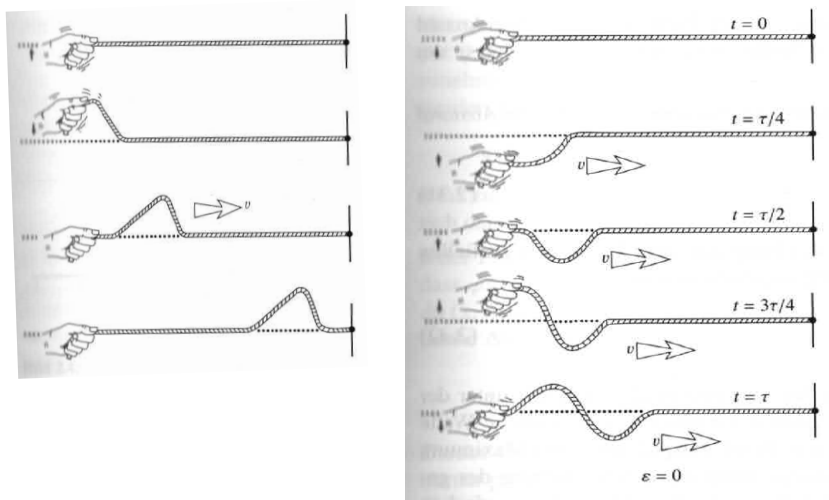 v
t = 0
t = τ/4
v
t = τ/2
v
t = 3τ/4
v
t = τ
v
ε = 0